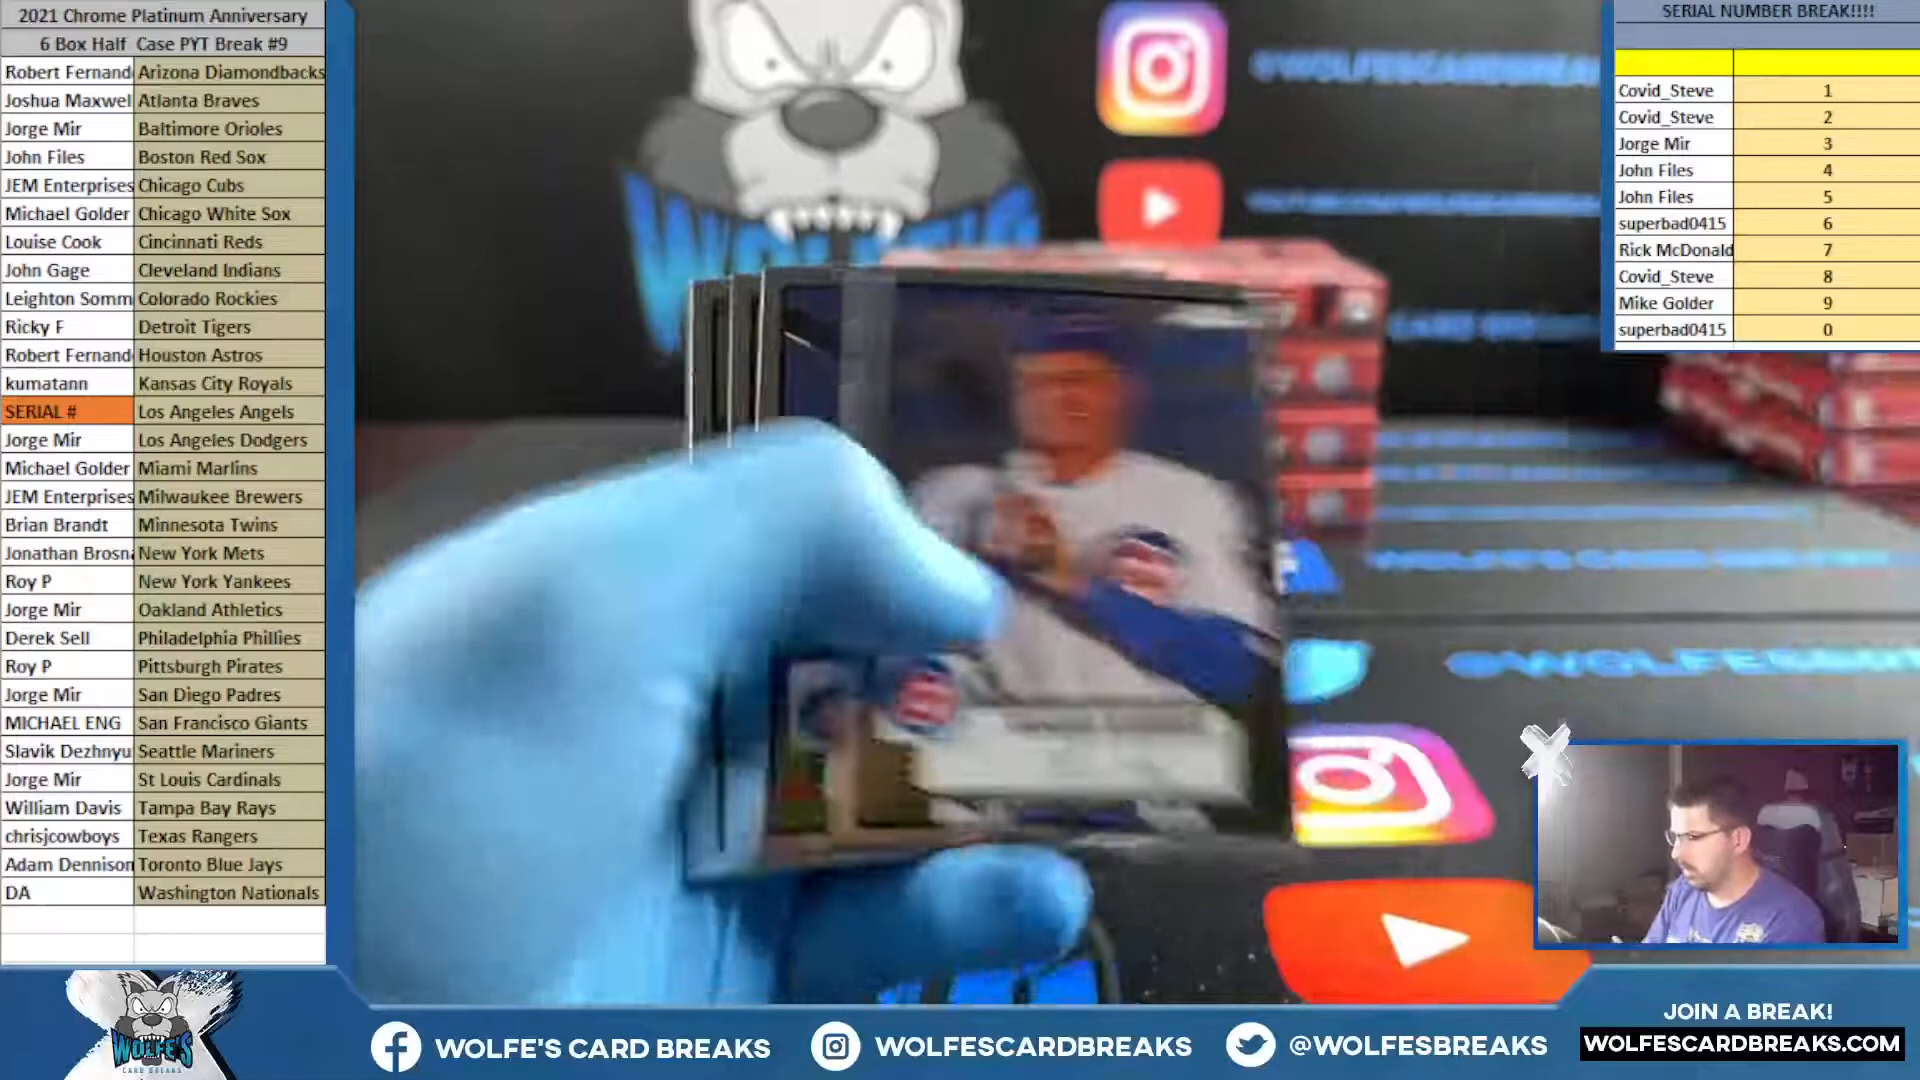 2021 Chrome Platinum Anniversary
6 Box Half Case PYT Break #9
Robert Fernand Arizona Diamondbacks
Joshua Maxwel Atlanta Braves
Jorge Mir Baltimore Orioles
John Files Boston Red Sox
JEM Enterprises Chicago Cubs
Michael Golder Chicago White Sox
Louise Cook Cincinnati Reds
John Gage Cleveland Indians
Leighton Somm Colorado Rockies
Ricky F Detroit Tigers
Robert Fernand Houston Astros
kumatann Kansas City Royals
SERIAL # Los Angeles Angels
Jorge Mir Los Angeles Dodgers
Michael Golder Miami Marlins
JEM Enterprises Milwaukee Brewers
Brian Brandt Minnesota Twins
Jonathan Brosna New York Mets
Roy P New York Yankees
Jorge Mir Oakland Athletics
Derek Sell Philadelphia Phillies
Roy P Pittsburgh Pirates
Jorge Mir San Diego Padres
MICHAEL ENG San Francisco Giants
Slavik Dezhnyu Seattle Mariners
Jorge Mir St Louis Cardinals
William Davis Tampa Bay Rays
chrisjcowboys Texas Rangers
Adam Dennison Toronto Blue Jays
DA Washington Nationals
SERIAL NUMBER BREAK!!!!
Covid_Steve 1
Covid_Steve 2
Jorge Mir 3
John Files 4
John Files 5
superbad0415 6
Rick McDonald 7
Covid_Steve 8
Mike Golder 9
superbad0415 0
@WOLFESCARDBREA
WOLFE'S
WOLFE'S
CARD BREAKS
WOLFE'S CARD BREAKS
WOLFESCARDBREAKS
@WOLFESBREAKS
JOIN A BREAK!
WOLFESCARDBREAKS.COM